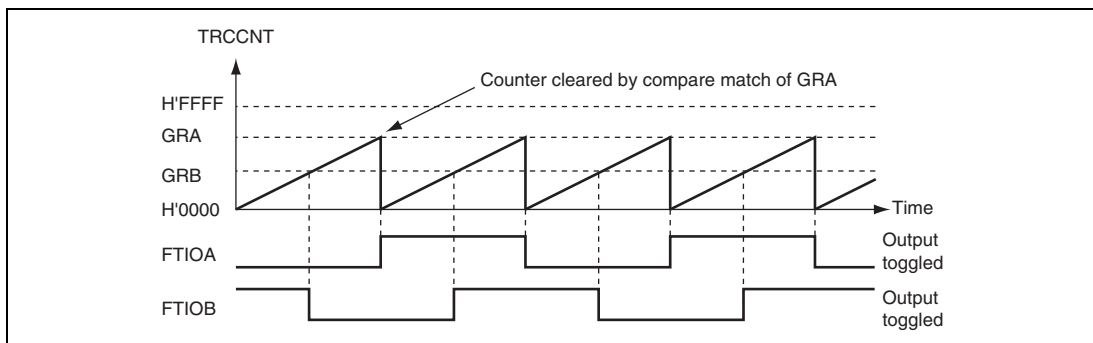 TRCCNT
Counter cleared by compare match of GRA
H'FFFF
GRA
GRB
H'0000
Time
FTIOA
Output
toggled
FTIOB
Output
toggled